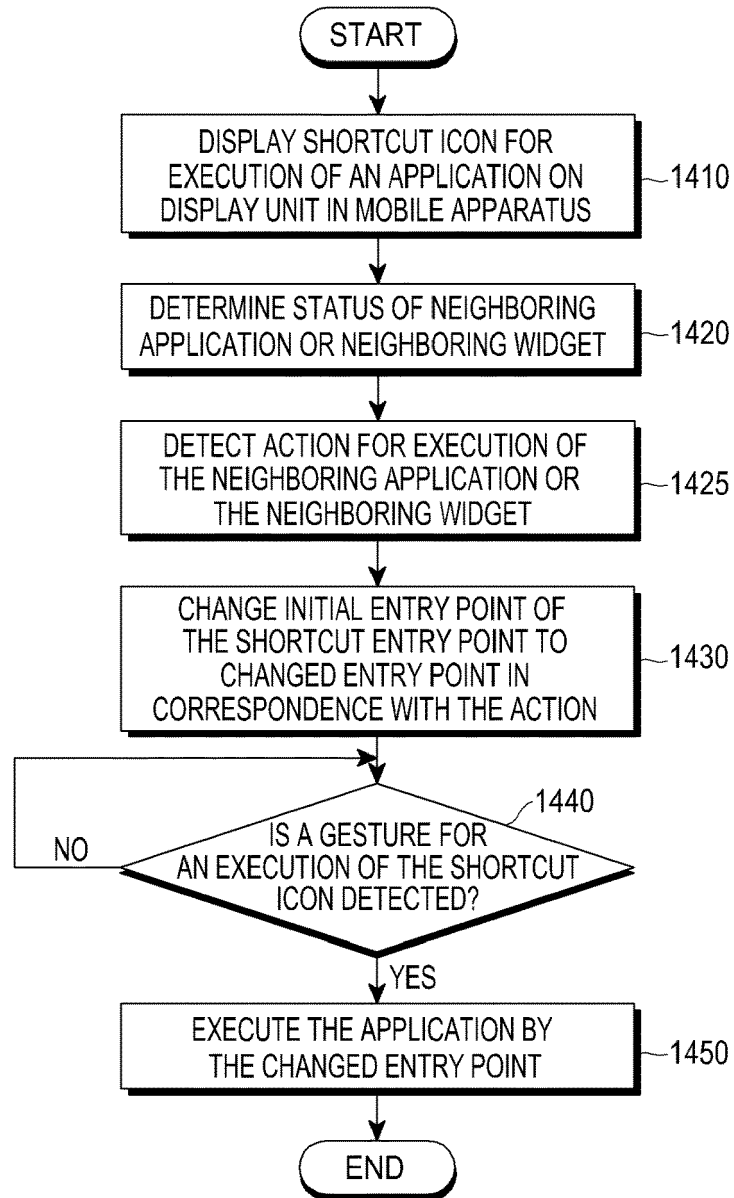 START
DISPLAY SHORTCUT ICON FOR
EXECUTION OF AN APPLICATION ON
DISPLAY UNIT IN MOBILE APPARATUS
1410
DETERMINE STATUS OF NEIGHBORING
APPLICATION OR NEIGHBORING WIDGET
1420
DETECT ACTION FOR EXECUTION OF
THE NEIGHBORING APPLICATION OR
THE NEIGHBORING WIDGET
1425
CHANGE INITIAL ENTRY POINT OF
THE SHORTCUT ENTRY POINT TO
CHANGED ENTRY POINT IN
CORRESPONDENCE WITH THE ACTION
1430
1440
IS A GESTURE FOR
AN EXECUTION OF THE SHORTCUT
ICON DETECTED?
NO
YES
EXECUTE THE APPLICATION BY
THE CHANGED ENTRY POINT
1450
END